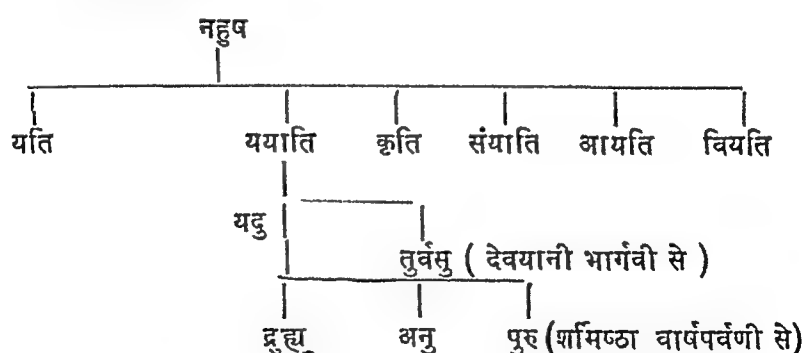 नहुष
यति ययाति कृति संयाति आयति वियति
यदु
तुर्वसु ( देवयानी भार्गवी से )
द्रुह्यु अनु पुरु (शर्मिष्ठा वार्षपर्वणी से)